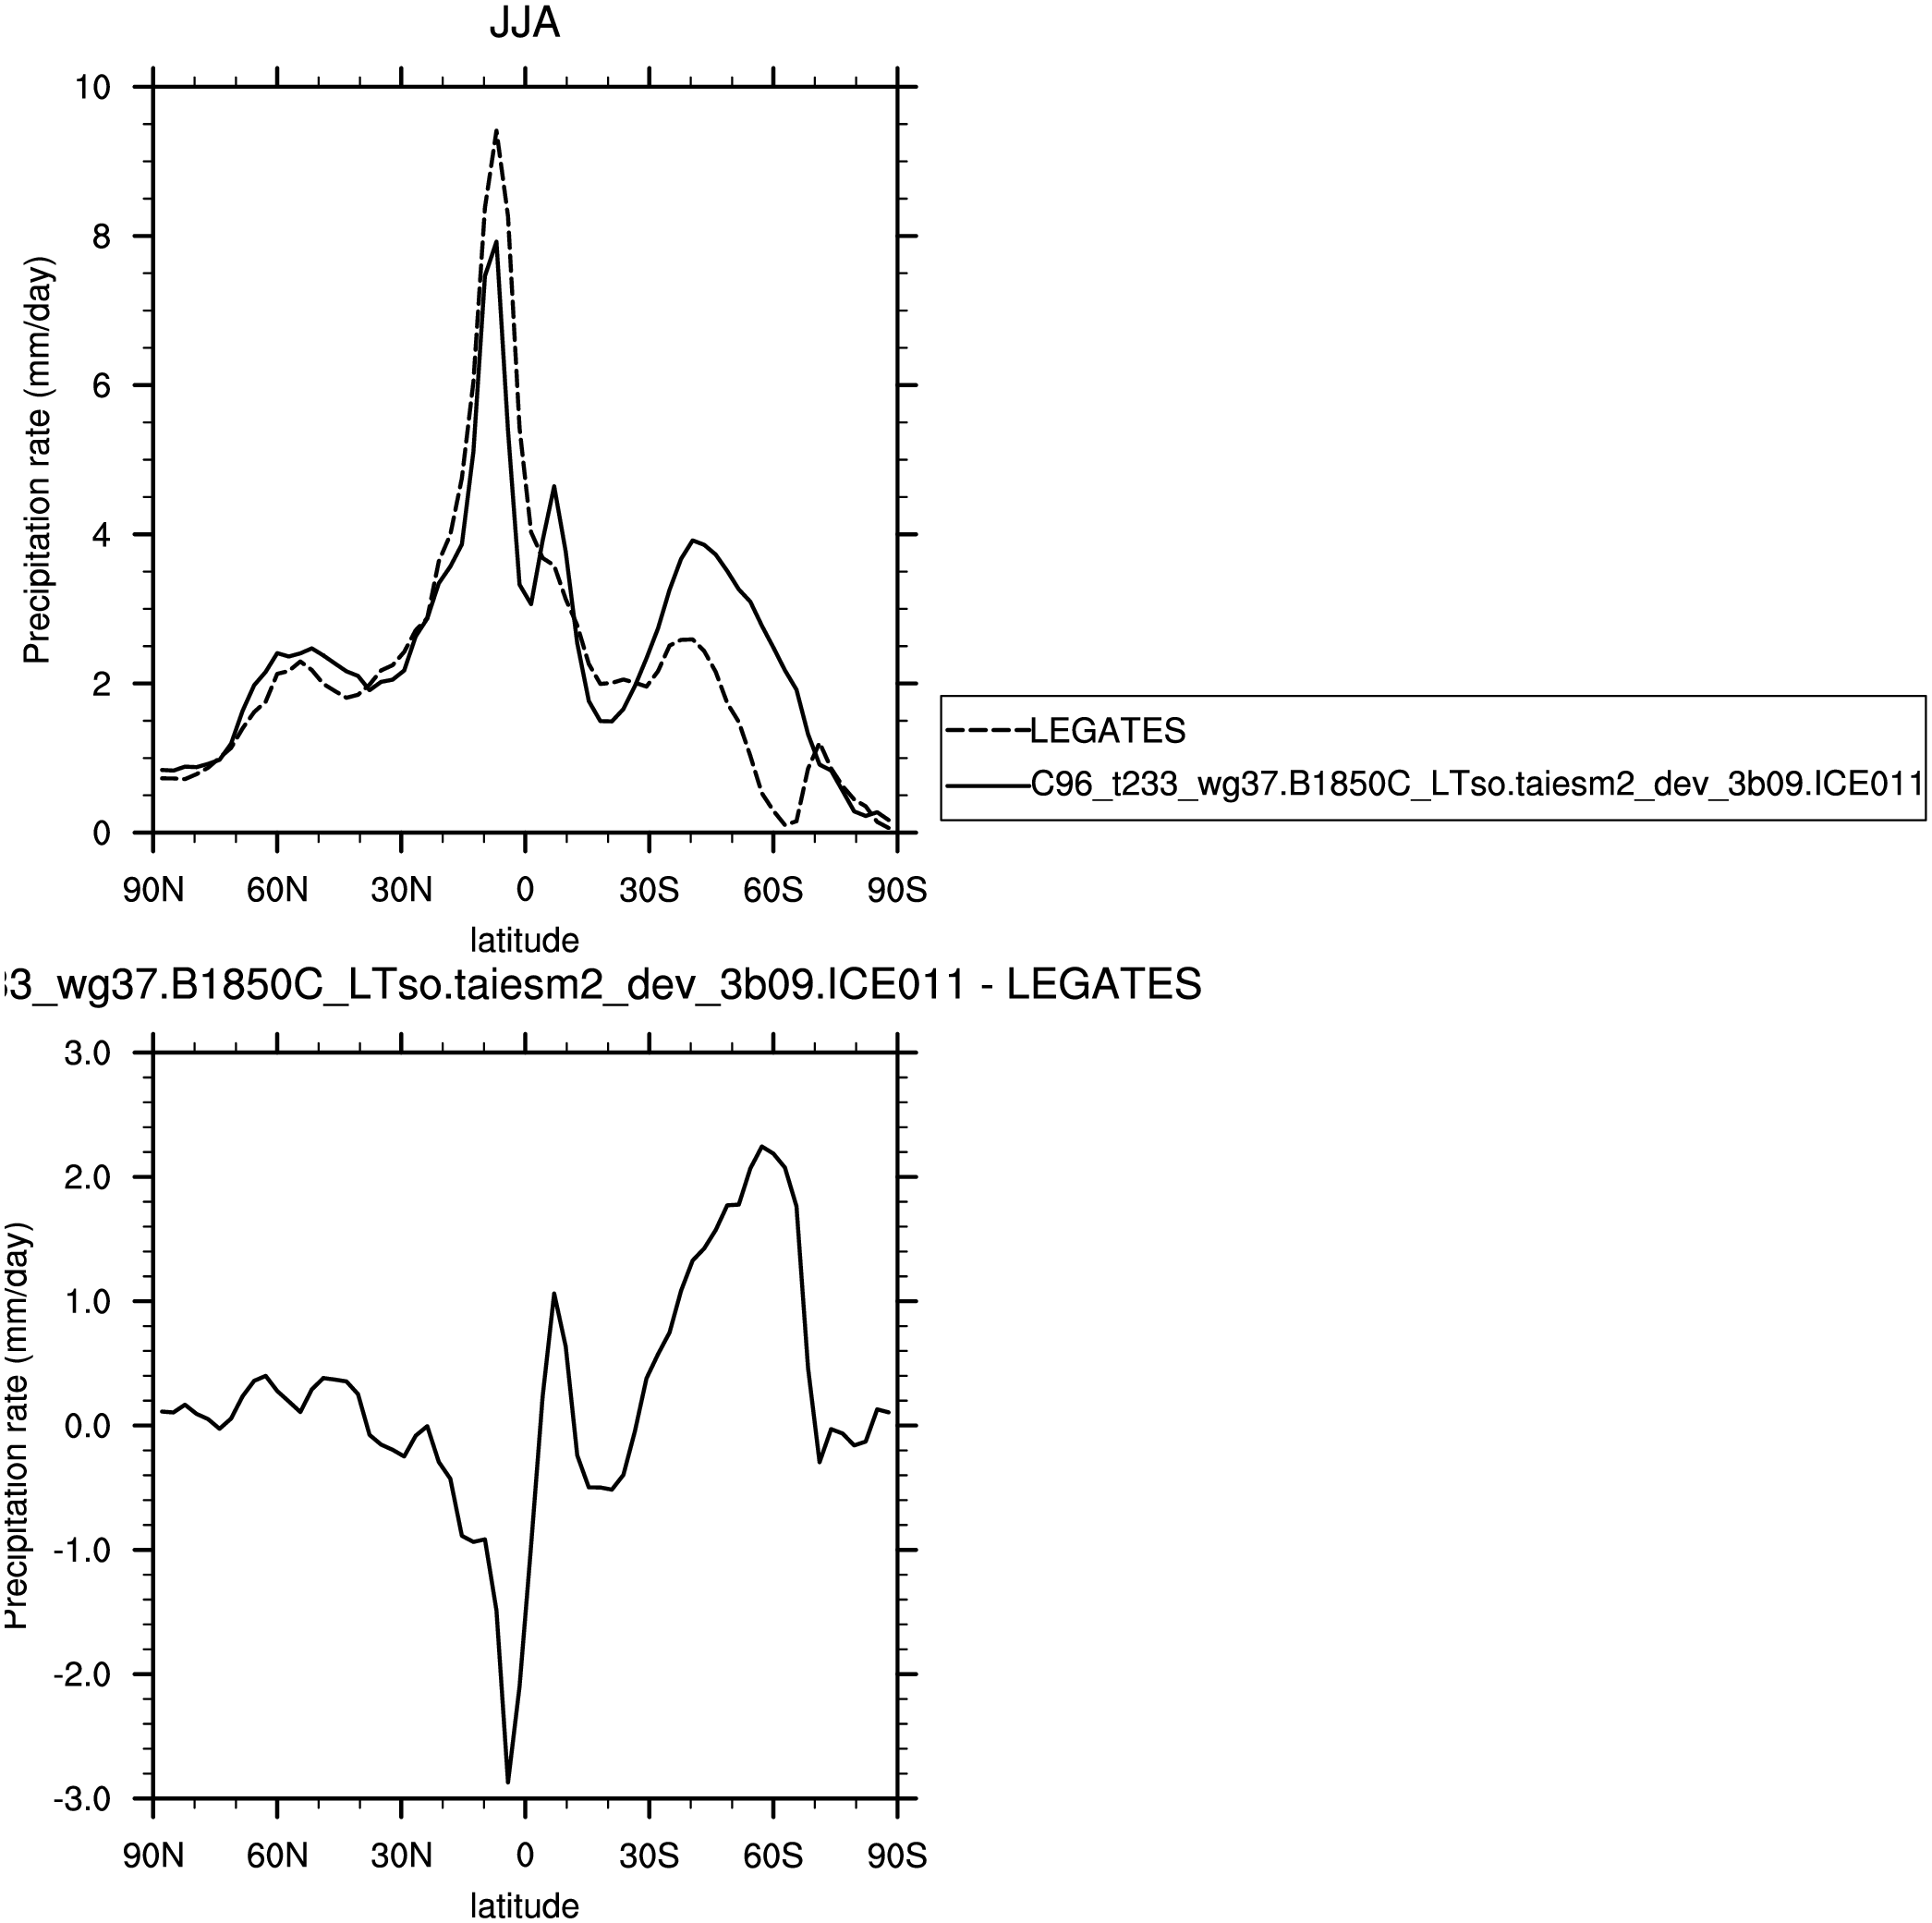 JJA
10
8
6
4
2
0
Precipitation rate (mm/day)
90N 60N 30N 0 30S 60S 90S
latitude
LEGATES
C96_t233_wg37.B1850C_LTso.taiesm2_dev_3b09.ICE011
33_wg37.B1850C_LTso.taiesm2_dev_3b09.ICE011 - LEGATES
3.0
2.0
1.0
0.0
-1.0
-2.0
-3.0
Precipitation rate (mm/day)
90N 60N 30N 0 30S 60S 90S
latitude